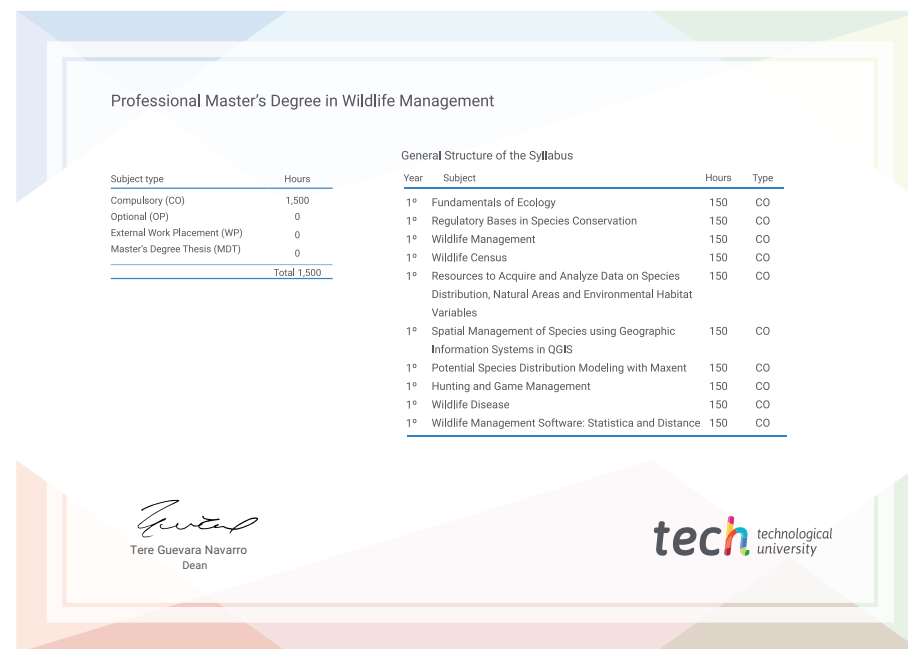 Professional Master's Degree in Wildlife Management
Subject type Hours
Compulsory (CO) 1,500
Optional (OP) 0
External Work Placement (WP) 0
Master's Degree Thesis (MDT) 0
Total 1,500
General Structure of the Syllabus
Year Subject Hours Type
1º Fundamentals of Ecology 150 CO
1º Regulatory Bases in Species Conservation 150 CO
1º Wildlife Management 150 CO
1º Wildlife Census 150 CO
1º Resources to Acquire and Analyze Data on Species 150 CO
Distribution, Natural Areas and Environmental Habitat
Variables
1º Spatial Management of Species using Geographic 150 CO
Information Systems in QGIS
1º Potential Species Distribution Modeling with Maxent 150 CO
1º Hunting and Game Management 150 CO
1º Wildlife Disease 150 CO
1º Wildlife Management Software: Statistica and Distance 150 CO
Tere Guevara Navarro
Dean
tech technological
university